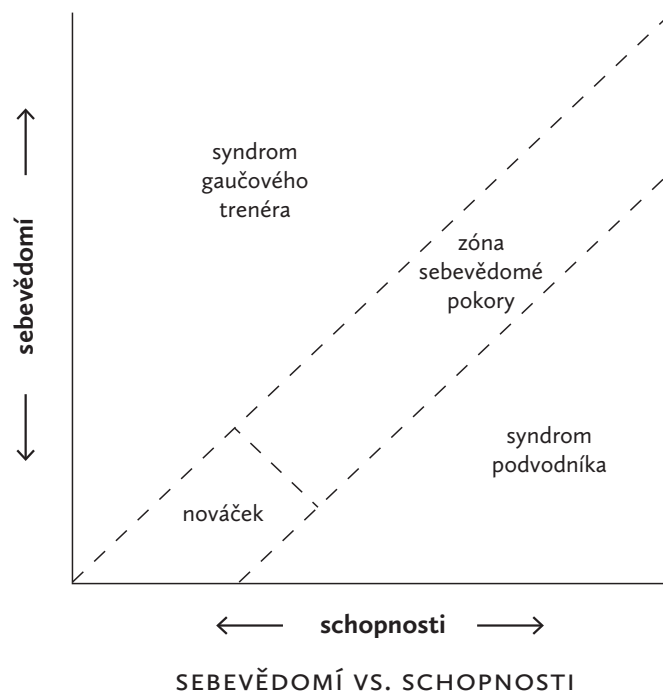 syndrom
gaučového
trenéra
zóna
sebevědomé
pokory
sebevědomí
syndrom
podvodníka
nováček
schopnosti
SEBEVĚDOMÍ VS. SCHOPNOSTI